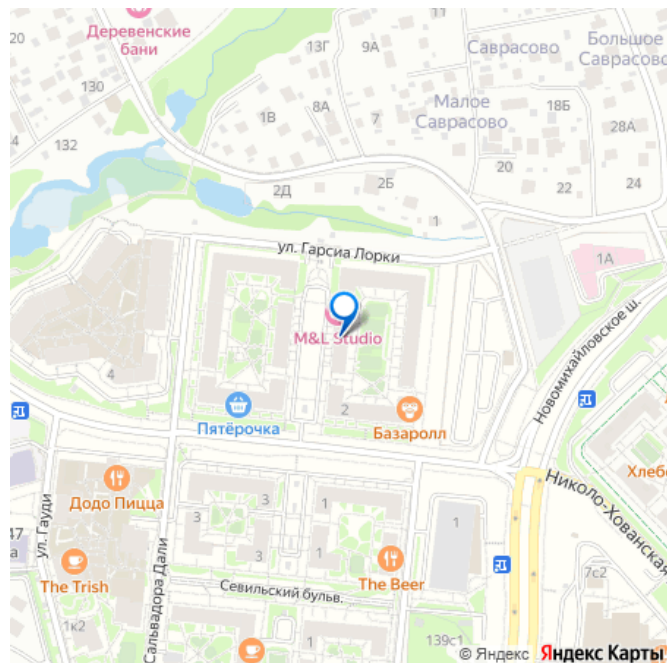 Деревенские
бани
13Г
9А
Саврасово
Большое
Саврасово
130
20
132
1В
8А
7
Малое
Саврасово
18Б
28А
20
22
24
2Д
2Б
1
ул. Гарсиа Лорки
1А
Новомихайловское ш.
M&L Studio
4
2
Пятёрочка
Базаролл
Николо-Хованская
Хлебо
Додо Пицца
ул. Гауди
47
а
The Trish
1к2
Сальвадора Дали
3
3
3
1
1
1
The Beer
Севильский бульв.
1
139с1
7с2
© Яндекс Яндекс Карты